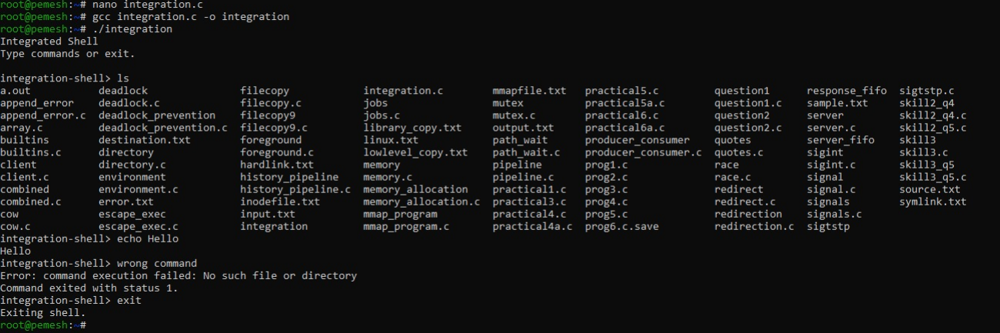 root@pemesh:~# nano integration.c
root@pemesh:~# gcc integration.c -o integration
root@pemesh:~# ./integration
Integrated Shell
Type commands or exit.

integration-shell> ls
a.out deadlock filecopy integration.c mmapfile.txt practical5.c question1 response_fifo sigtstp.c
append_error deadlock.c filecopy.c jobs mutex practical5a.c question1.c sample.txt skill2_q4
append_error.c deadlock_prevention filecopy9 jobs.c mutex.c practical6.c question2 server skill2_q4.c
array.c deadlock_prevention.c filecopy9.c library_copy.txt output.txt practical6a.c question2.c server.c skill2_q5.c
builtins destination.txt foreground linux.txt path_wait producer_consumer quotes server_fifo skill3
builtins.c directory foreground.c lowlevel_copy.txt path_wait.c producer_consumer.c quotes.c sigint skill3.c
client directory.c hardlink.txt memory pipeline prog1.c race sigint.c skill3_q5
client.c environment history_pipeline memory.c pipeline.c prog2.c race.c signal skill3_q5.c
combined environment.c history_pipeline.c memory_allocation practical1.c prog3.c redirect signal.c source.txt
combined.c error.txt inodefile.txt memory_allocation.c practical3.c prog4.c redirect.c signals symlink.txt
cow escape_exec input.txt mmap_program practical4.c prog5.c redirection signals.c
cow.c escape_exec.c integration mmap_program.c practical4a.c prog6.c.save redirection.c sigtstp
integration-shell> echo Hello
Hello
integration-shell> wrong command
Error: command execution failed: No such file or directory
Command exited with status 1.
integration-shell> exit
Exiting shell.
root@pemesh:~#